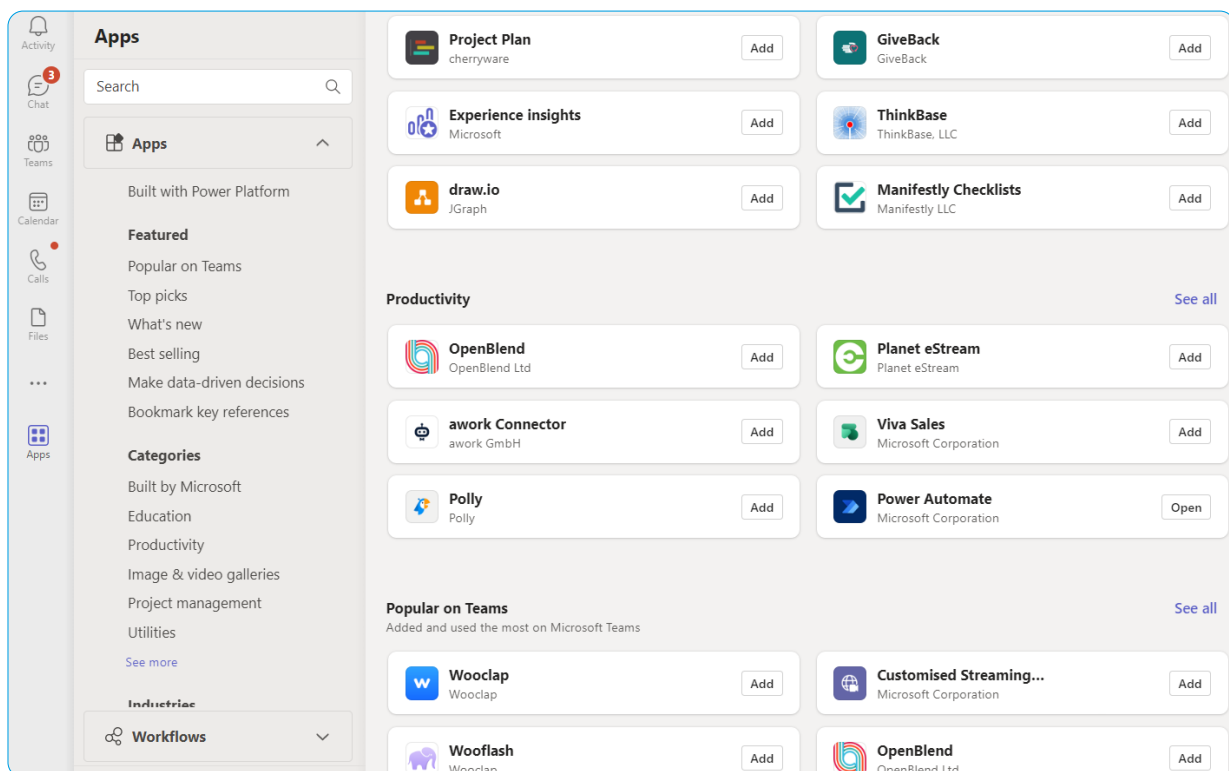 Activity
Chat
3
Teams
Calendar
Calls
Files
Apps
Apps
Search
Apps
Built with Power Platform
Featured
Popular on Teams
Top picks
What's new
Best selling
Make data-driven decisions
Bookmark key references
Categories
Built by Microsoft
Education
Productivity
Image & video galleries
Project management
Utilities
See more
Industries
Workflows
Project Plan
cherryware
Add
GiveBack
GiveBack
Add
Experience insights
Microsoft
Add
ThinkBase
ThinkBase, LLC
Add
draw.io
JGraph
Add
Manifestly Checklists
Manifestly LLC
Add
Productivity
See all
OpenBlend
OpenBlend Ltd
Add
Planet eStream
Planet eStream
Add
awork Connector
awork GmbH
Add
Viva Sales
Microsoft Corporation
Add
Polly
Polly
Add
Power Automate
Microsoft Corporation
Open
Popular on Teams
See all
Added and used the most on Microsoft Teams
w
Wooclap
Wooclap
Add
Customised Streaming...
Microsoft Corporation
Add
Wooflash
Wooclap
Add
OpenBlend
OpenBlend Ltd
Add